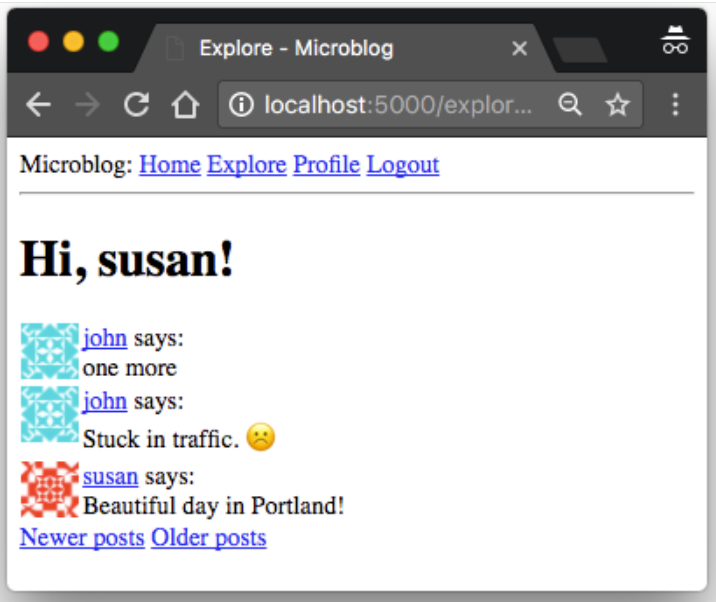 Explore - Microblog
localhost:5000/explor...
Microblog: Home Explore Profile Logout
Hi, susan!
john says:
one more
john says:
Stuck in traffic. ☹️
susan says:
Beautiful day in Portland!
Newer posts Older posts